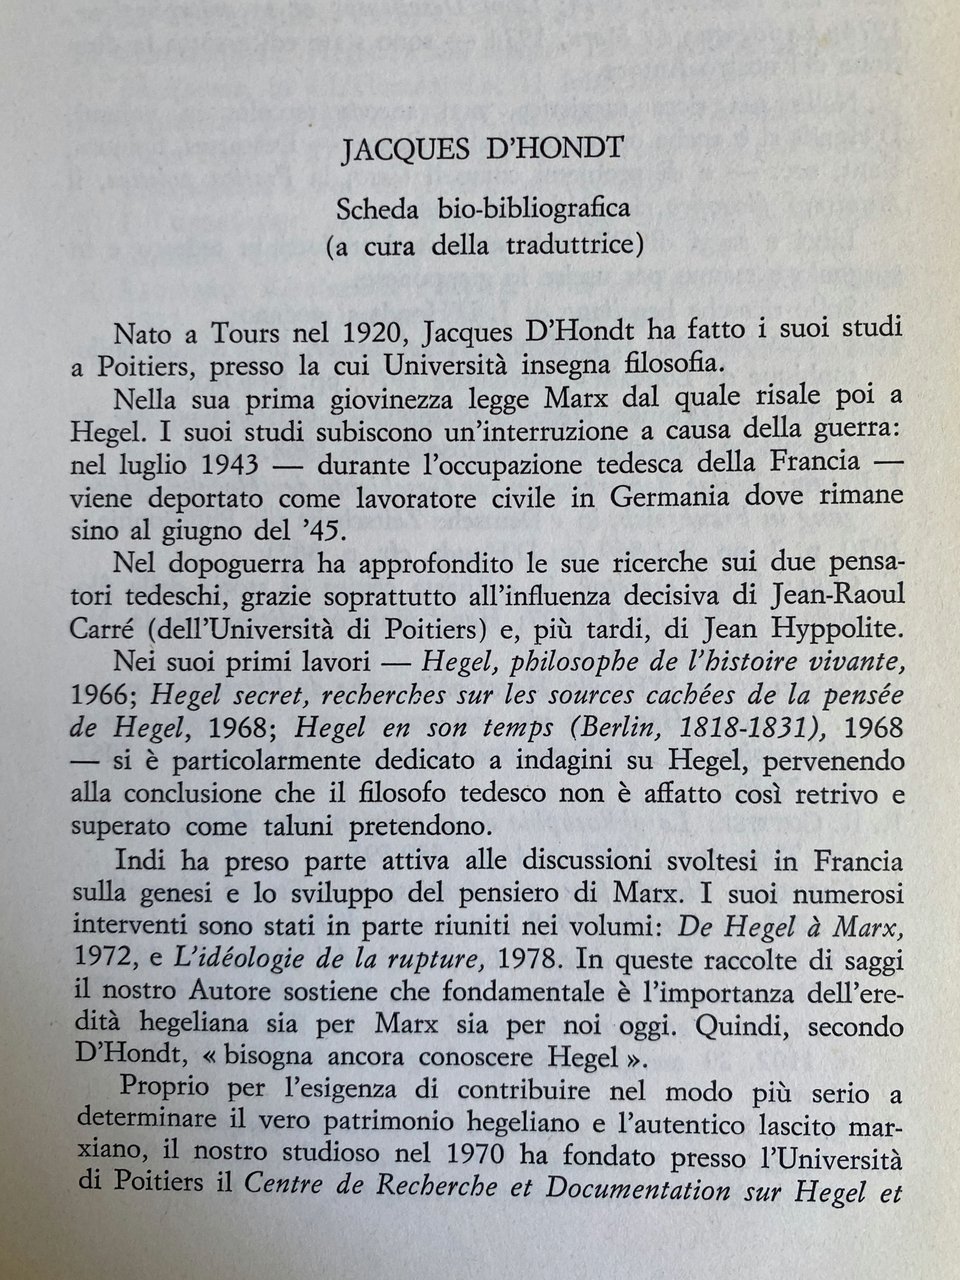 JACQUES D'HONDT
Scheda bio-bibliografica
(a cura della traduttrice)
Nato a Tours nel 1920, Jacques D'Hondt ha fatto i suoi studi
a Poitiers, presso la cui Università insegna filosofia.
Nella sua prima giovinezza legge Marx dal quale risale poi a
Hegel. I suoi studi subiscono un'interruzione a causa della guerra:
nel luglio 1943 — durante l'occupazione tedesca della Francia —
viene deportato come lavoratore civile in Germania dove rimane
sino al giugno del '45.
Nel dopoguerra ha approfondito le sue ricerche sui due pensa-
tori tedeschi, grazie soprattutto all'influenza decisiva di Jean-Raoul
Carré (dell'Università di Poitiers) e, più tardi, di Jean Hyppolite.
Nei suoi primi lavori — Hegel, philosophe de l'histoire vivante,
1966; Hegel secret, recherches sur les sources cachées de la pensée
de Hegel, 1968; Hegel en son temps (Berlin, 1818-1831), 1968
— si è particolarmente dedicato a indagini su Hegel, pervenendo
alla conclusione che il filosofo tedesco non è affatto così retrivo e
superato come taluni pretendono.
Indi ha preso parte attiva alle discussioni svoltesi in Francia
sulla genesi e lo sviluppo del pensiero di Marx. I suoi numerosi
interventi sono stati in parte riuniti nei volumi: De Hegel à Marx,
1972, e L'idéologie de la rupture, 1978. In queste raccolte di saggi
il nostro Autore sostiene che fondamentale è l'importanza dell'ere-
dità hegeliana sia per Marx sia per noi oggi. Quindi, secondo
D'Hondt, « bisogna ancora conoscere Hegel ».
Proprio per l'esigenza di contribuire nel modo più serio a
determinare il vero patrimonio hegeliano e l'autentico lascito mar-
xiano, il nostro studioso nel 1970 ha fondato presso l'Università
di Poitiers il Centre de Recherche et Documentation sur Hegel et